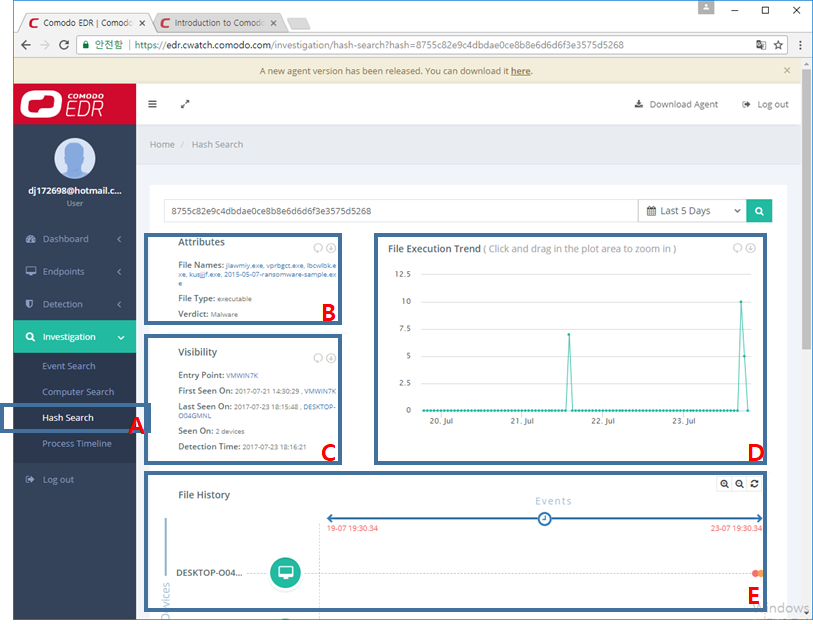 Comodo EDR | Comodo
Introduction to Comodo
안전함 https://edr.cwatch.comodo.com/investigation/hash-search?hash=8755c82e9c4dbdae0ce8b8e6d6d6f3e3575d5268
A new agent version has been released. You can download it here.
COMODO
EDR
Download Agent
Log out
Home / Hash Search
dj172698@hotmail.c...
User
Dashboard
Endpoints
Detection
Investigation
Event Search
Computer Search
Hash Search
Process Timeline
Log out
A
8755c82e9c4dbdae0ce8b8e6d6d6f3e3575d5268
Last 5 Days
Attributes
File Names: jlawmiy.exe, vprbgct.exe, lbcwlbk.e
xe, kusjjjf.exe, 2015-05-07-ransomware-sample.ex
e
File Type: executable
Verdict: Malware
B
Visibility
Entry Point: VMWIN7K
First Seen On: 2017-07-21 14:30:29 , VMWIN7K
Last Seen On: 2017-07-23 18:15:48 , DESKTOP-
O04GMNL
Seen On: 2 devices
Detection Time: 2017-07-23 18:16:21
C
File Execution Trend ( Click and drag in the plot area to zoom in )
12.5
10
7.5
5
2.5
0
20. Jul
21. Jul
22. Jul
23. Jul
D
File History
Events
19-07 19:30.34
23-07 19:30.34
DESKTOP-O04...
Devices
E